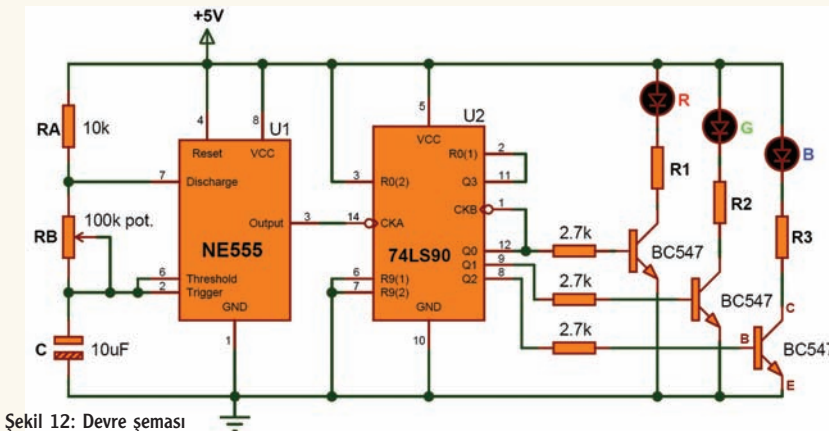 +5V
RA
10k
RB
100k pot.
C
10uF
U1
4
8
Reset
VCC
7
Discharge
Output
3
NE555
6
Threshold
2
Trigger
GND
1
U2
5
VCC
R0(1)
2
3
R0(2)
Q3
11
CKB
1
14
CKA
74LS90
Q0
12
Q1
9
Q2
8
6
R9(1)
7
R9(2)
GND
10
2.7k
2.7k
2.7k
R
G
B
R1
R2
R3
BC547
BC547
C
B
BC547
E
Şekil 12: Devre şeması